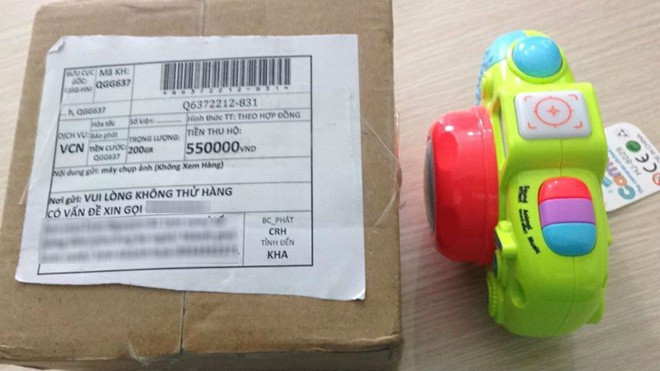 BƯU CỤC
GỐC:
Mã KH:
QGG637
Q6372212-831
h, QGG637
Hỏa tốc
Số kiện:
Hình thức TT: THEO HỢP ĐỒNG
DỊCH VỤ:
Báo phát
TRỌNG LƯỢNG:
TIỀN THU HỘ:
VCN
TIỀN CƯỚC:
QGG637
200GR
550000VND
Nội dung gửi: máy chụp ảnh (Không Xem Hàng)
Nơi gửi: VUI LÒNG KHÔNG THỬ HÀNG
CÓ VẤN ĐỀ XIN GỌI
BC_PHÁT
CRH
TỈNH ĐẾN
KHA
HJ-8029